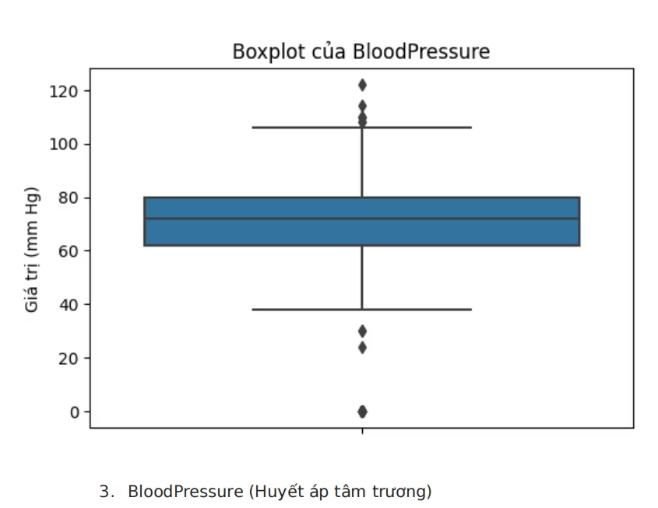 Boxplot của BloodPressure
Giá trị (mm Hg)
120
100
80
60
40
20
0
3. BloodPressure (Huyết áp tâm trương)